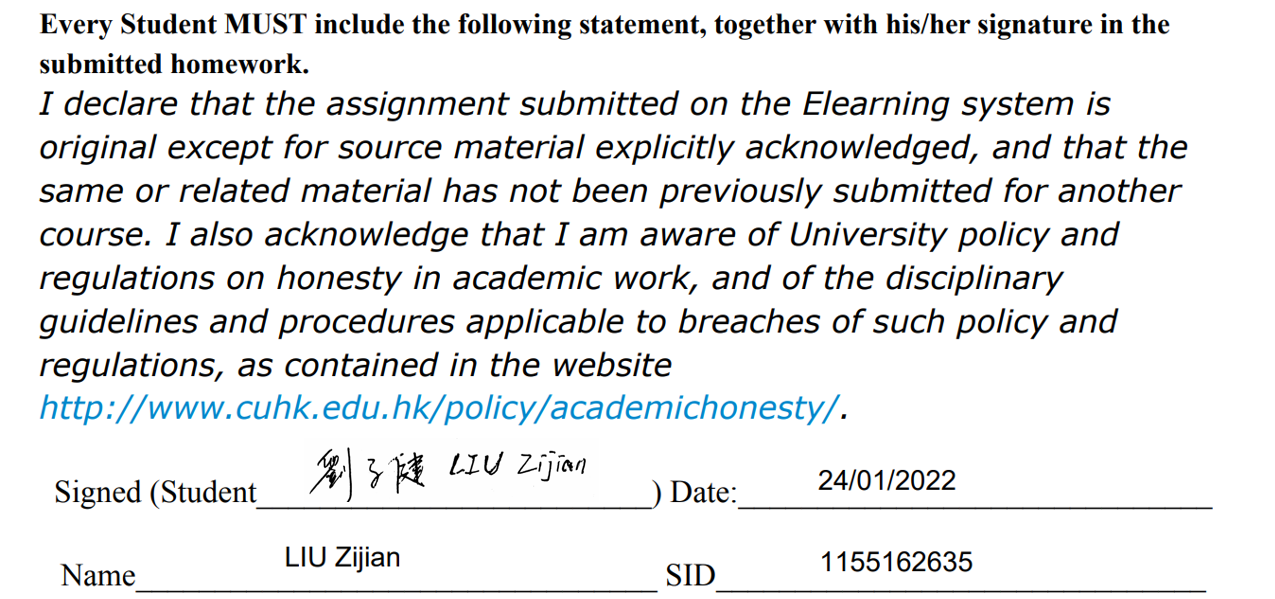 Every Student MUST include the following statement, together with his/her signature in the
submitted homework.
I declare that the assignment submitted on the Elearning system is
original except for source material explicitly acknowledged, and that the
same or related material has not been previously submitted for another
course. I also acknowledge that I am aware of University policy and
regulations on honesty in academic work, and of the disciplinary
guidelines and procedures applicable to breaches of such policy and
regulations, as contained in the website
http://www.cuhk.edu.hk/policy/academichonesty/.
Signed (Student 劉子健 LIU Zijian ) Date: 24/01/2022
Name LIU Zijian SID 1155162635